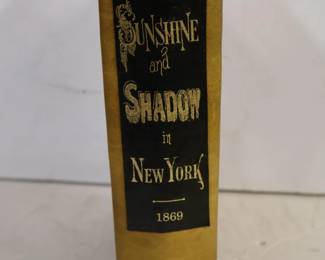 SUNSHINE
and
SHADOW
in
NEW YORK
1869